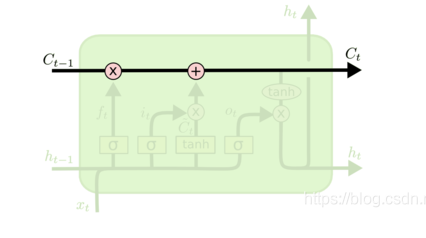 h_t
C_{t-1} × + C_t
tanh
f_t i_t o_t ×
× C̃_t
σ σ tanh σ
h_{t-1} h_t
x_t
https://blog.csdn.n